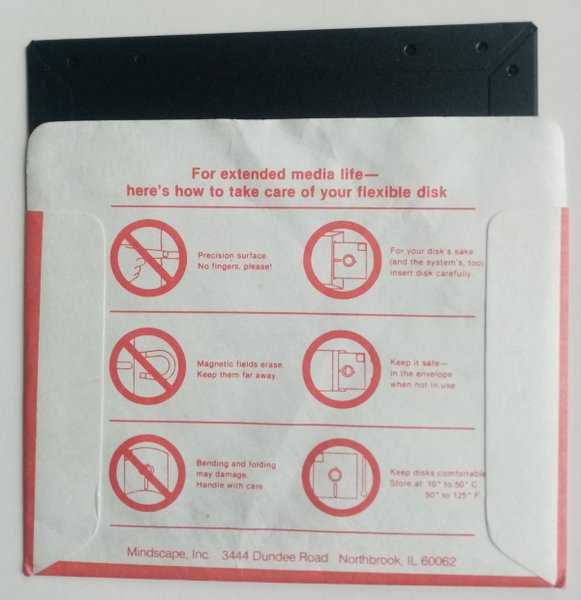 For extended media life—
here's how to take care of your flexible disk
Precision surface.
No fingers, please!
For your disk's sake
(and the system's, too)
insert disk carefully.
Magnetic fields erase.
Keep them far away.
Keep it safe—
in the envelope
when not in use.
Bending and folding
may damage.
Handle with care.
Keep disks comfortable
Store at: 10° to 50° C
50° to 125° F
Mindscape, Inc. 3444 Dundee Road Northbrook, IL 60062